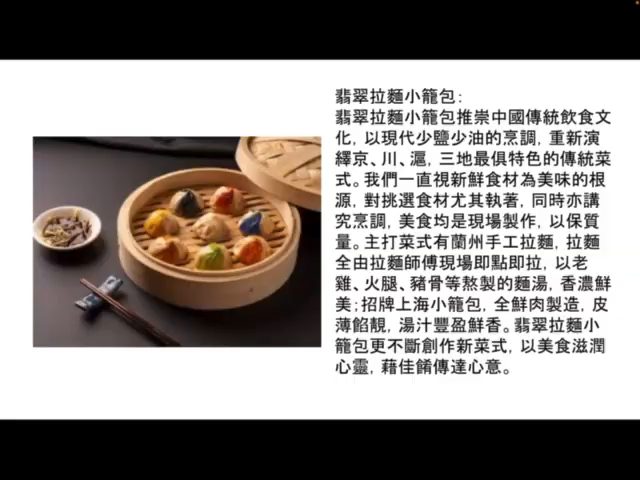 翡翠拉麵小籠包：
翡翠拉麵小籠包推崇中國傳統飲食文
化，以現代少鹽少油的烹調，重新演
繹京、川、滬，三地最俱特色的傳統菜
式。我們一直視新鮮食材為美味的根
源，對挑選食材尤其執著，同時亦講
究烹調，美食均是現場製作，以保質
量。主打菜式有蘭州手工拉麵，拉麵
全由拉麵師傅現場即點即拉，以老
雞、火腿、豬骨等熬製的麵湯，香濃鮮
美；招牌上海小籠包，全鮮肉製造，皮
薄餡靚，湯汁豐盈鮮香。翡翠拉麵小
籠包更不斷創作新菜式，以美食滋潤
心靈，藉佳餚傳達心意。